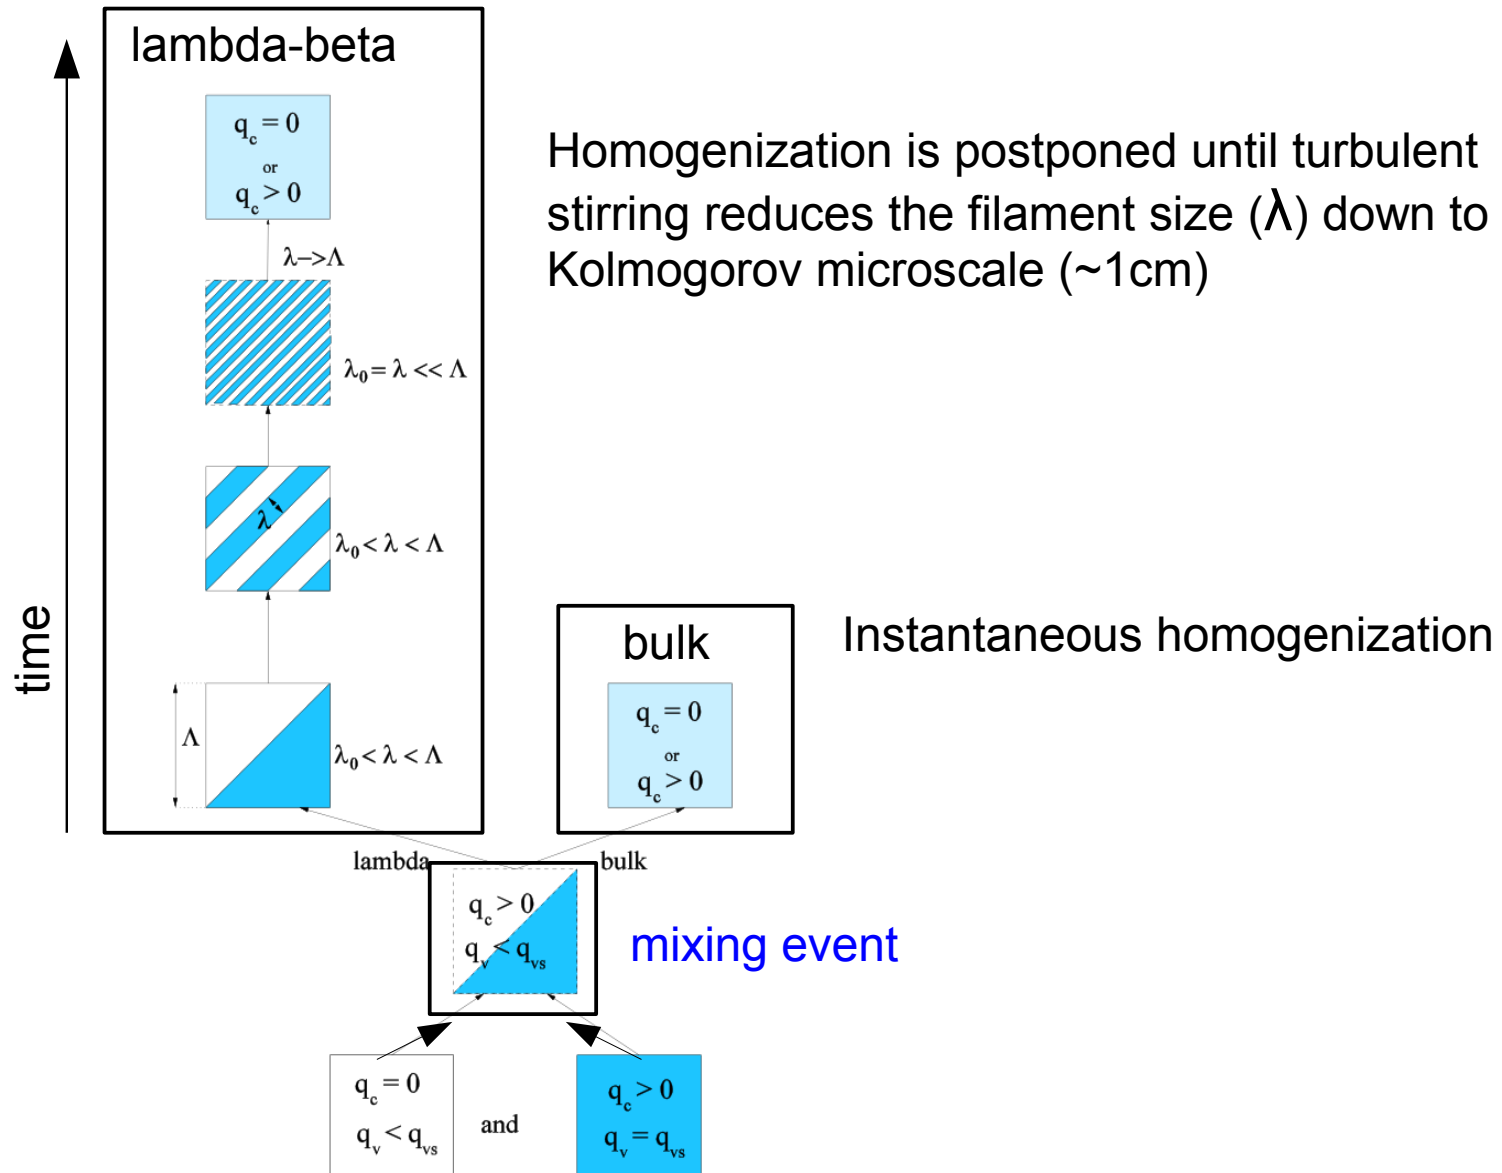 lambda-beta
q_c = 0
or
q_c > 0
λ−>Λ
λ₀ = λ << Λ
λ
λ₀ < λ < Λ
Λ
λ₀ < λ < Λ
time
Homogenization is postponed until turbulent
stirring reduces the filament size (λ) down to
Kolmogorov microscale (~1cm)
bulk
Instantaneous homogenization
q_c = 0
or
q_c > 0
lambda
bulk
q_c > 0
q_v < q_vs
mixing event
q_c = 0
q_v < q_vs
and
q_c > 0
q_v = q_vs